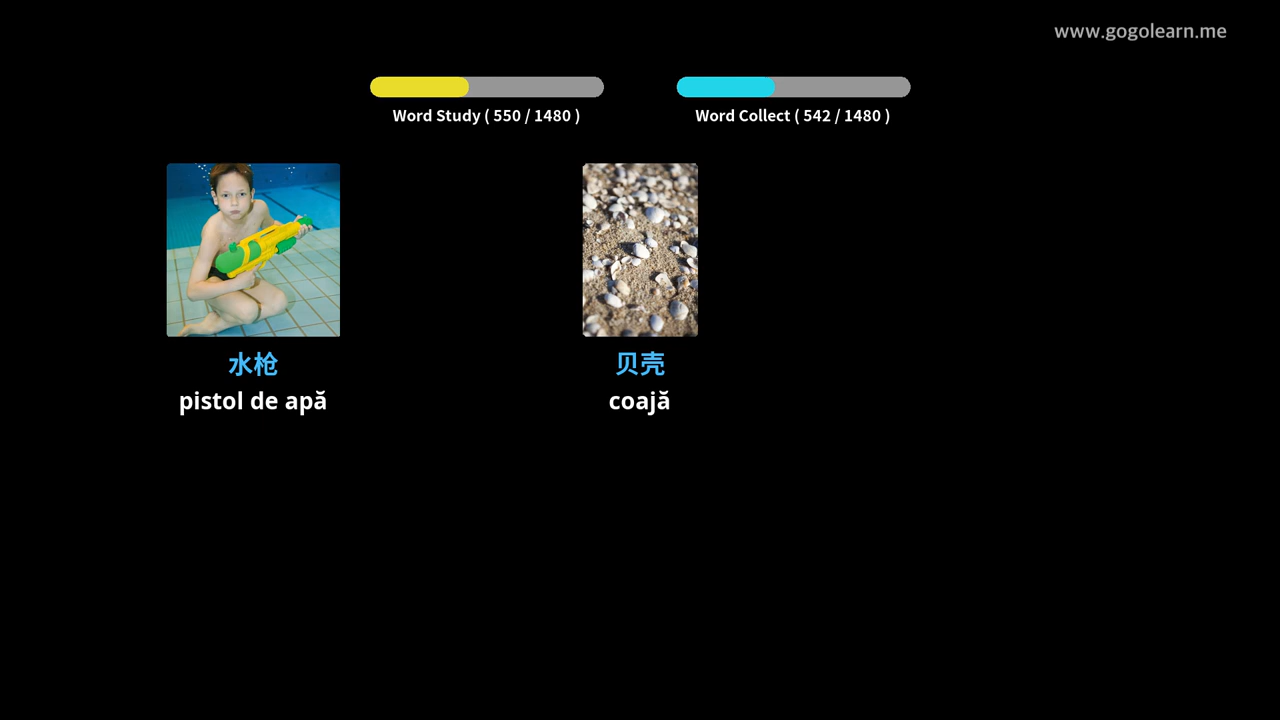 www.gogolearn.me
Word Study ( 550 / 1480 )
Word Collect ( 542 / 1480 )
水枪
pistol de apă
贝壳
coajă